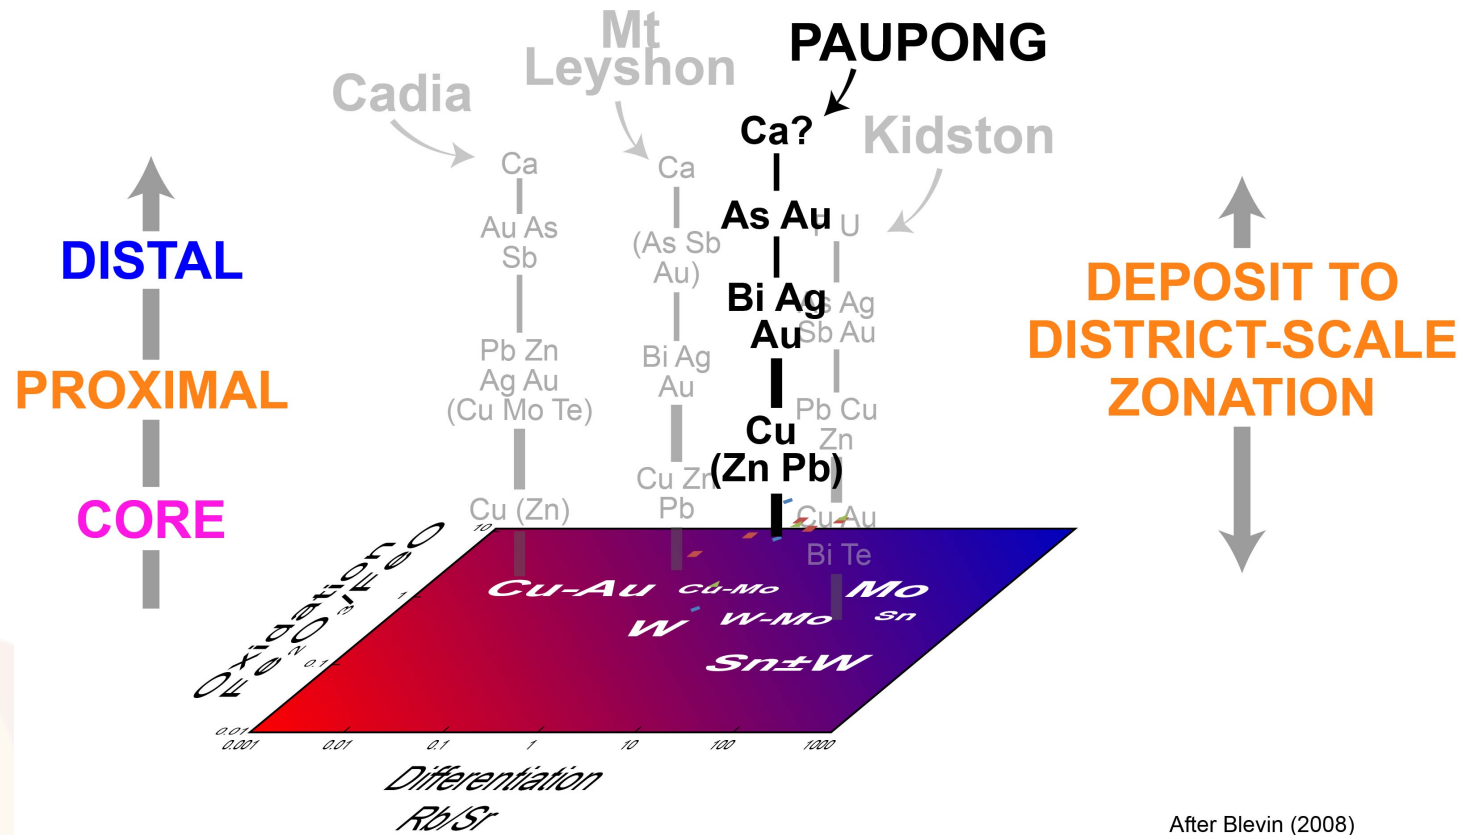 PAUPONG
Mt
Leyshon
Cadia
Kidston
DISTAL
PROXIMAL
CORE
Ca
Au As
Sb
Pb Zn
Ag Au
(Cu Mo Te)
Cu (Zn)
Ca
(As Sb
Au)
Bi Ag
Au
Cu Zn
Pb
Ca?
As Au
Bi Ag
Au
Cu
(Zn Pb)
F U
As Ag
Sb Au
Pb Cu
Zn
Cu Au
Bi Te
DEPOSIT TO
DISTRICT-SCALE
ZONATION
Oxidation
Fe2O3/FeO
10
1
0.1
0.01
Cu-Au
Cu-Mo
Mo
W
W-Mo
Sn
Sn±W
0.001
0.01
0.1
1
10
100
1000
Differentiation
Rb/Sr
After Blevin (2008)